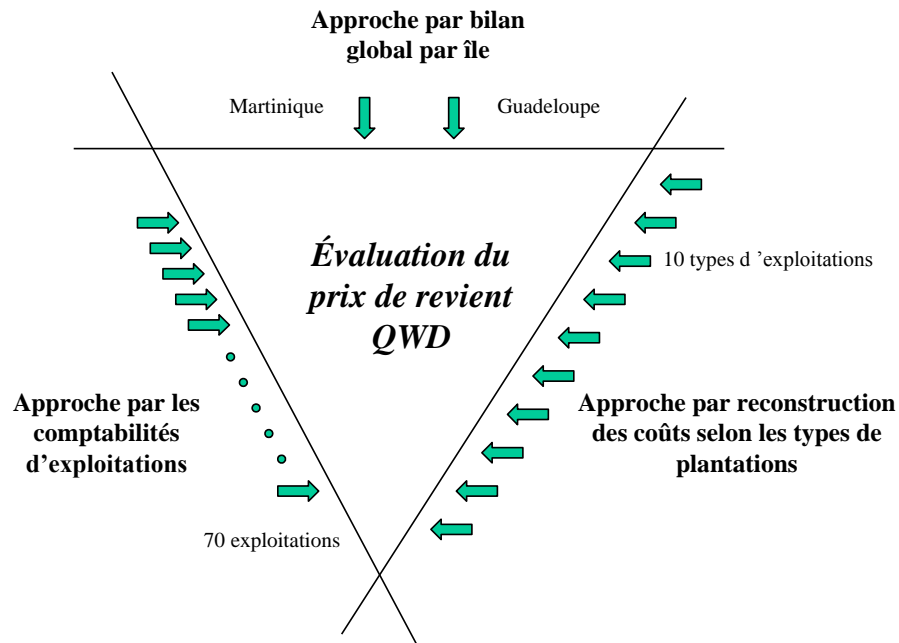 Approche par bilan
global par île
Martinique
Guadeloupe
Évaluation du
prix de revient
QWD
10 types d ’exploitations
Approche par les
comptabilités
d’exploitations
Approche par reconstruction
des coûts selon les types de
plantations
70 exploitations